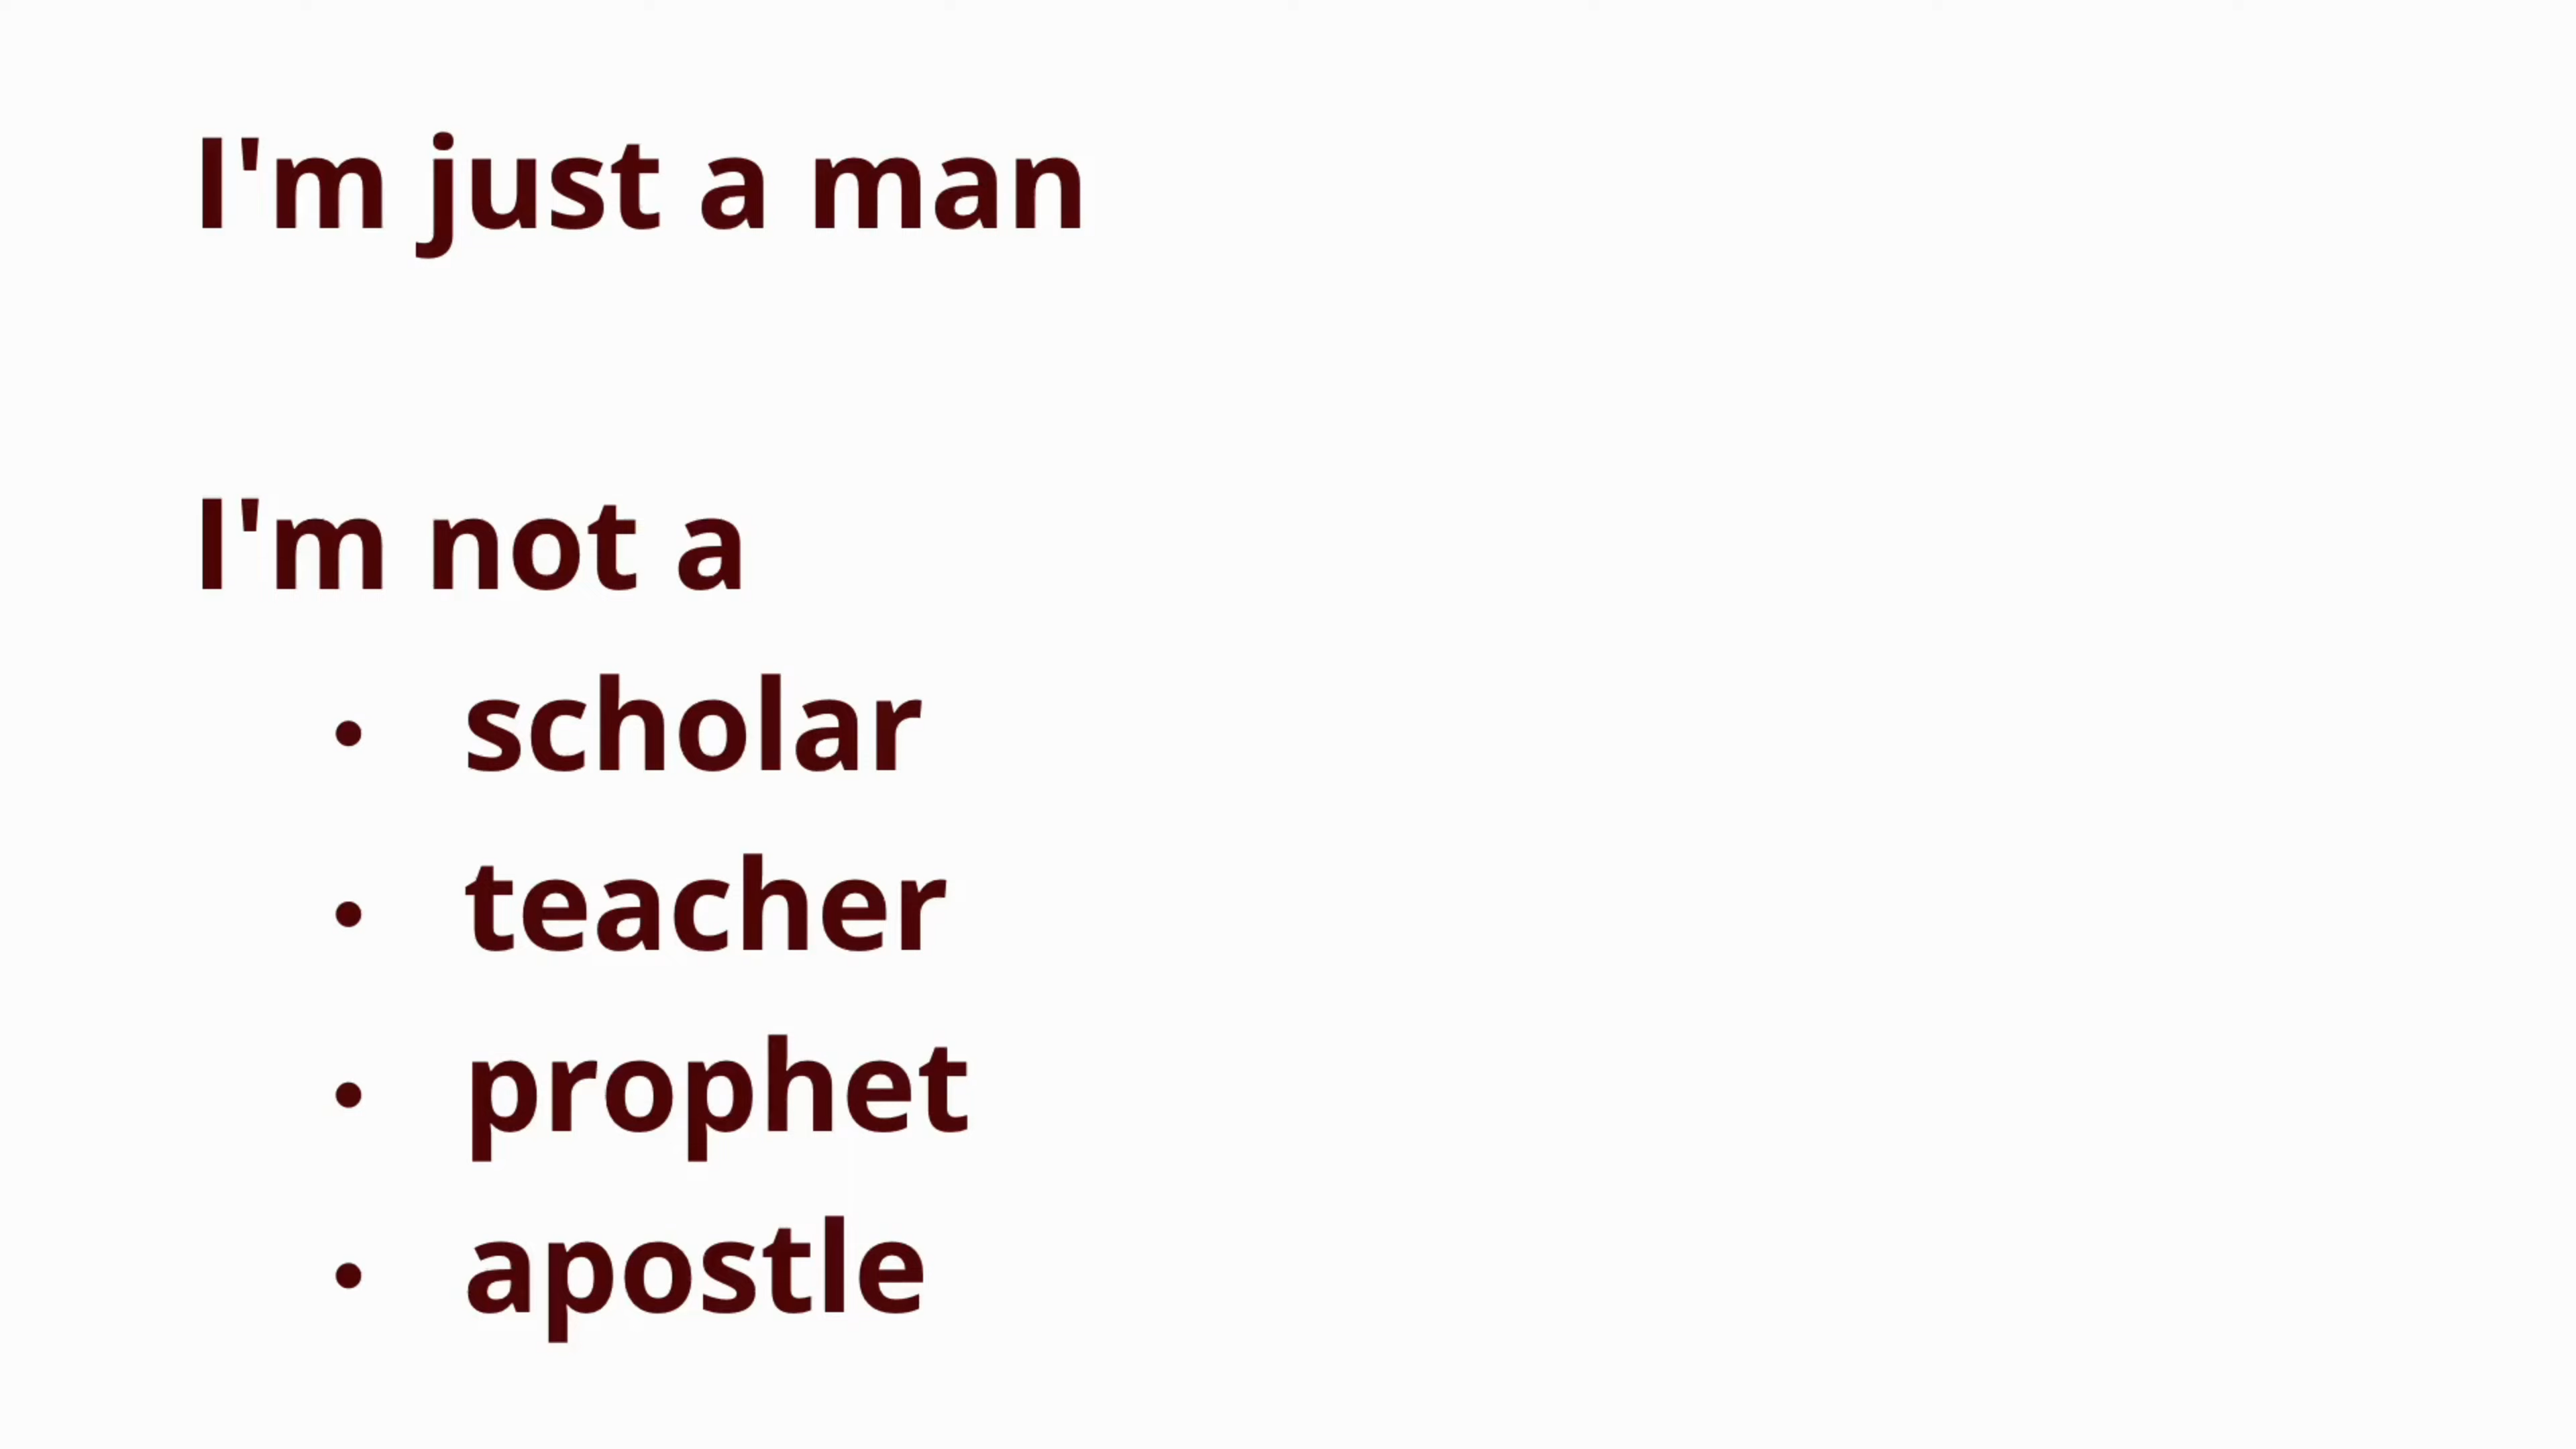 I'm just a man
I'm not a
• scholar
• teacher
• prophet
• apostle